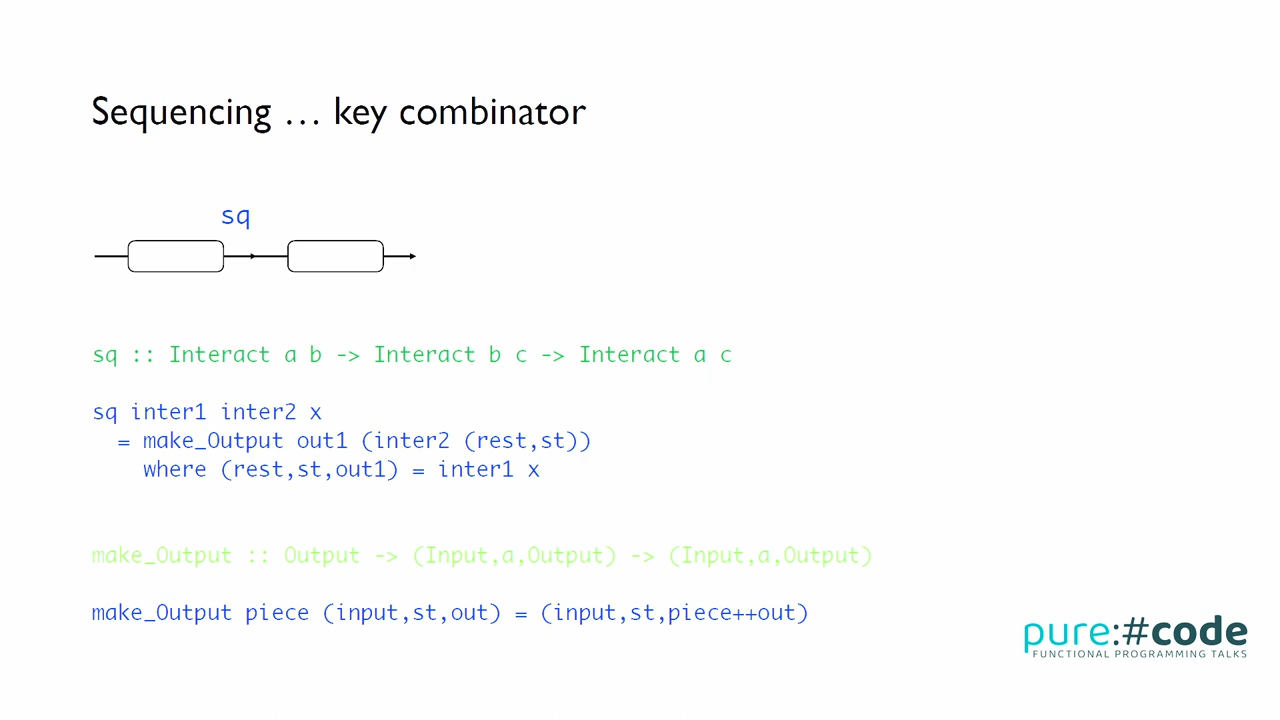 Sequencing … key combinator
sq
sq :: Interact a b -> Interact b c -> Interact a c
sq inter1 inter2 x
= make_Output out1 (inter2 (rest,st))
where (rest,st,out1) = inter1 x
make_Output :: Output -> (Input,a,Output) -> (Input,a,Output)
make_Output piece (input,st,out) = (input,st,piece++out)
pure:#code
FUNCTIONAL PROGRAMMING TALKS